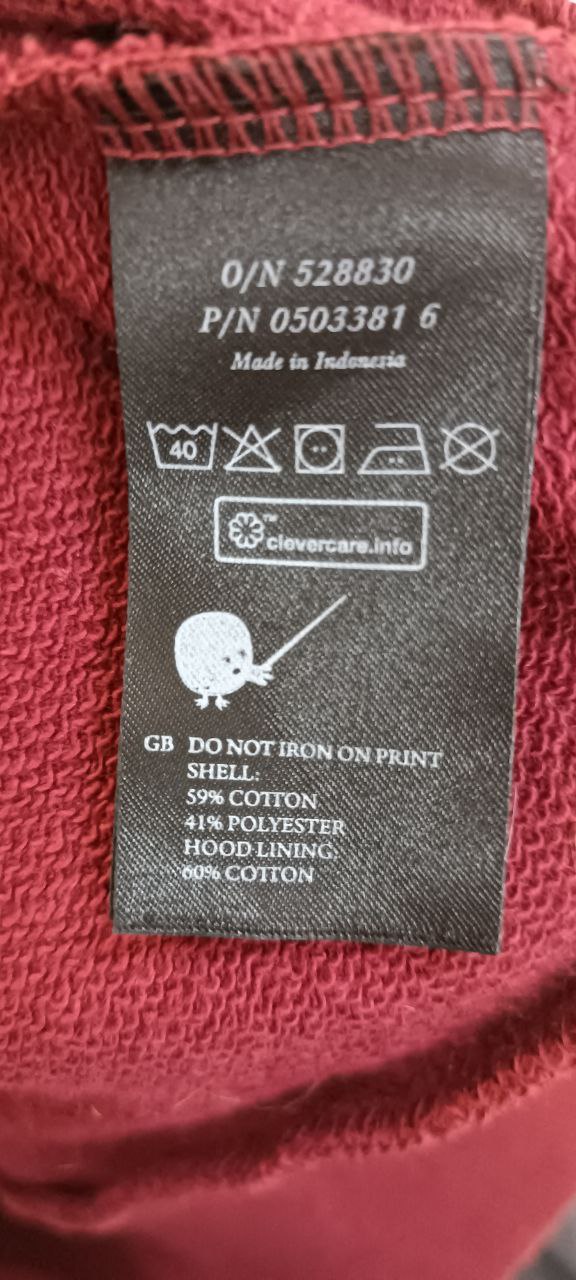 O/N 528830
P/N 0503381 6
Made in Indonesia
40
™
clevercare.info
GB DO NOT IRON ON PRINT
SHELL:
59% COTTON
41% POLYESTER
HOOD LINING:
60% COTTON